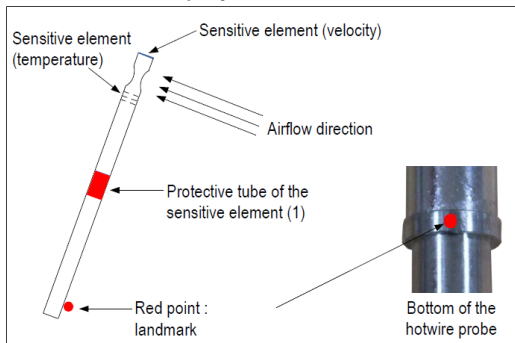 Sensitive element (velocity)
Sensitive element
(temperature)
Airflow direction
Protective tube of the
sensitive element (1)
Red point :
landmark
Bottom of the
hotwire probe